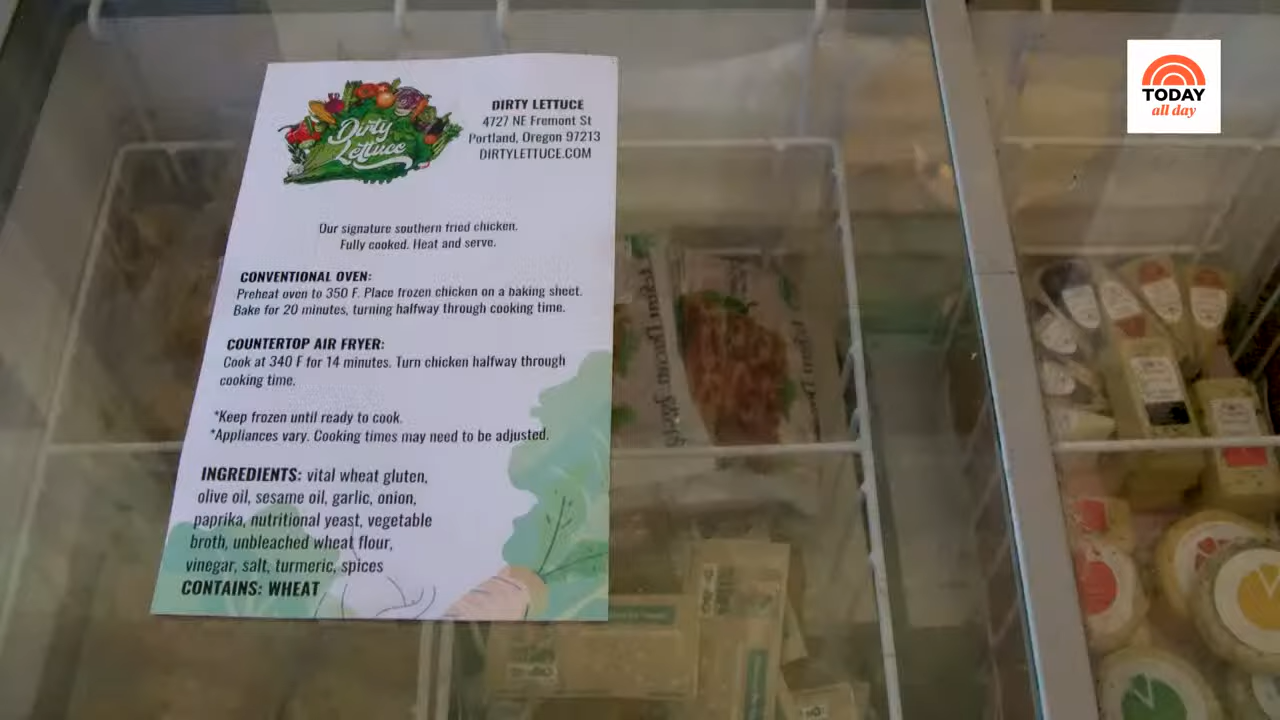 TODAY
all day
Dirty
Lettuce
DIRTY LETTUCE
4727 NE Fremont St
Portland, Oregon 97213
DIRTYLETTUCE.COM
Our signature southern fried chicken.
Fully cooked. Heat and serve.
CONVENTIONAL OVEN:
Preheat oven to 350 F. Place frozen chicken on a baking sheet.
Bake for 20 minutes, turning halfway through cooking time.
COUNTERTOP AIR FRYER:
Cook at 340 F for 14 minutes. Turn chicken halfway through
cooking time.
*Keep frozen until ready to cook.
*Appliances vary. Cooking times may need to be adjusted.
INGREDIENTS: vital wheat gluten,
olive oil, sesame oil, garlic, onion,
paprika, nutritional yeast, vegetable
broth, unbleached wheat flour,
vinegar, salt, turmeric, spices
CONTAINS: WHEAT